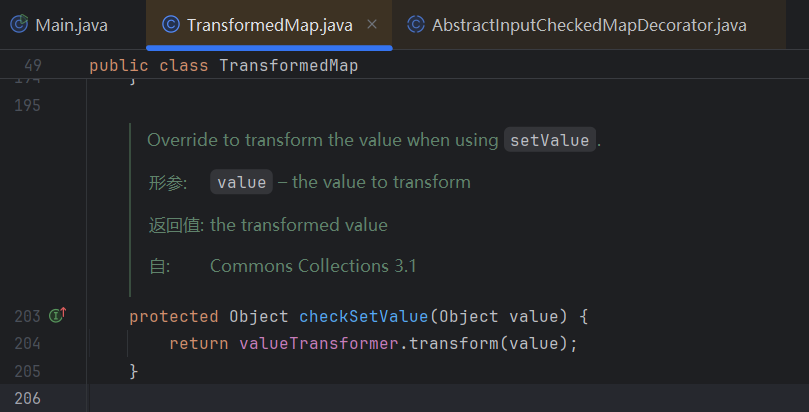 Main.java TransformedMap.java × AbstractInputCheckedMapDecorator.java
49 public class TransformedMap
194 }
195
Override to transform the value when using setValue.
形参: value – the value to transform
返回值: the transformed value
自: Commons Collections 3.1
203 protected Object checkSetValue(Object value) {
204 return valueTransformer.transform(value);
205 }
206